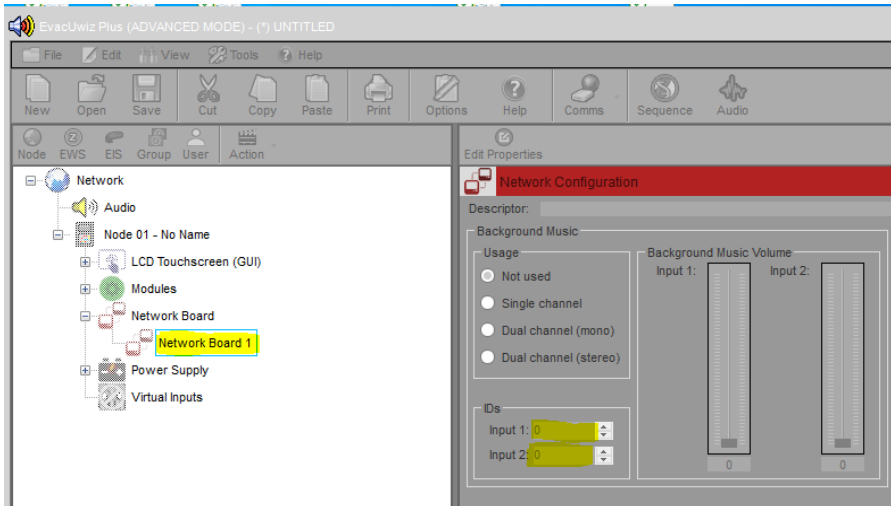 EvacUwiz Plus (ADVANCED MODE) - (*) UNTITLED
File Edit View Tools Help
New Open Save Cut Copy Paste Print Options Help Comms Sequence Audio
Node EWS EIS Group User Action
Edit Properties
Network
Audio
Node 01 - No Name
LCD Touchscreen (GUI)
Modules
Network Board
Network Board 1
Power Supply
Virtual Inputs
Network Configuration
Descriptor:
Background Music
Usage
Not used
Single channel
Dual channel (mono)
Dual channel (stereo)
IDs
Input 1: 0
Input 2: 0
Background Music Volume
Input 1: Input 2:
0 0